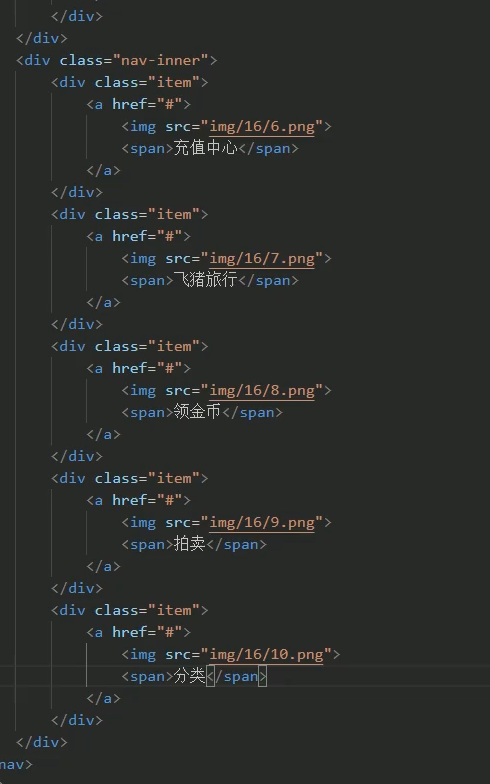 </div>
</div>
<div class="nav-inner">
<div class="item">
<a href="#">
<img src="img/16/6.png">
<span>充值中心</span>
</a>
</div>
<div class="item">
<a href="#">
<img src="img/16/7.png">
<span>飞猪旅行</span>
</a>
</div>
<div class="item">
<a href="#">
<img src="img/16/8.png">
<span>领金币</span>
</a>
</div>
<div class="item">
<a href="#">
<img src="img/16/9.png">
<span>拍卖</span>
</a>
</div>
<div class="item">
<a href="#">
<img src="img/16/10.png">
<span>分类</span>
</a>
</div>
</div>
nav>